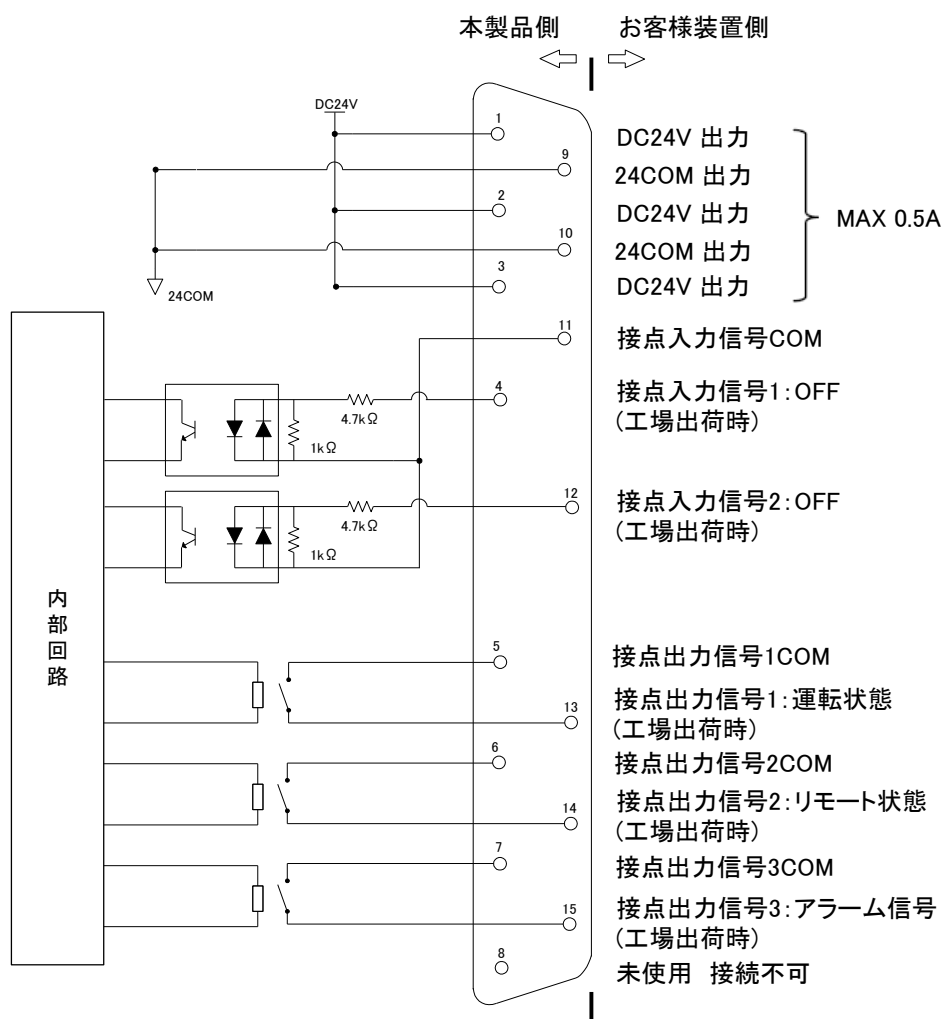 本製品側 お客様装置側
DC24V
1
DC24V 出力
9
24COM 出力
2
DC24V 出力
MAX 0.5A
10
24COM 出力
3
DC24V 出力
24COM
11
接点入力信号COM
4
接点入力信号1:OFF
(工場出荷時)
4.7kΩ
1kΩ
12
接点入力信号2:OFF
(工場出荷時)
4.7kΩ
1kΩ
内部回路
5
接点出力信号1COM
13
接点出力信号1:運転状態
(工場出荷時)
6
接点出力信号2COM
14
接点出力信号2:リモート状態
(工場出荷時)
7
接点出力信号3COM
15
接点出力信号3:アラーム信号
(工場出荷時)
8
未使用 接続不可